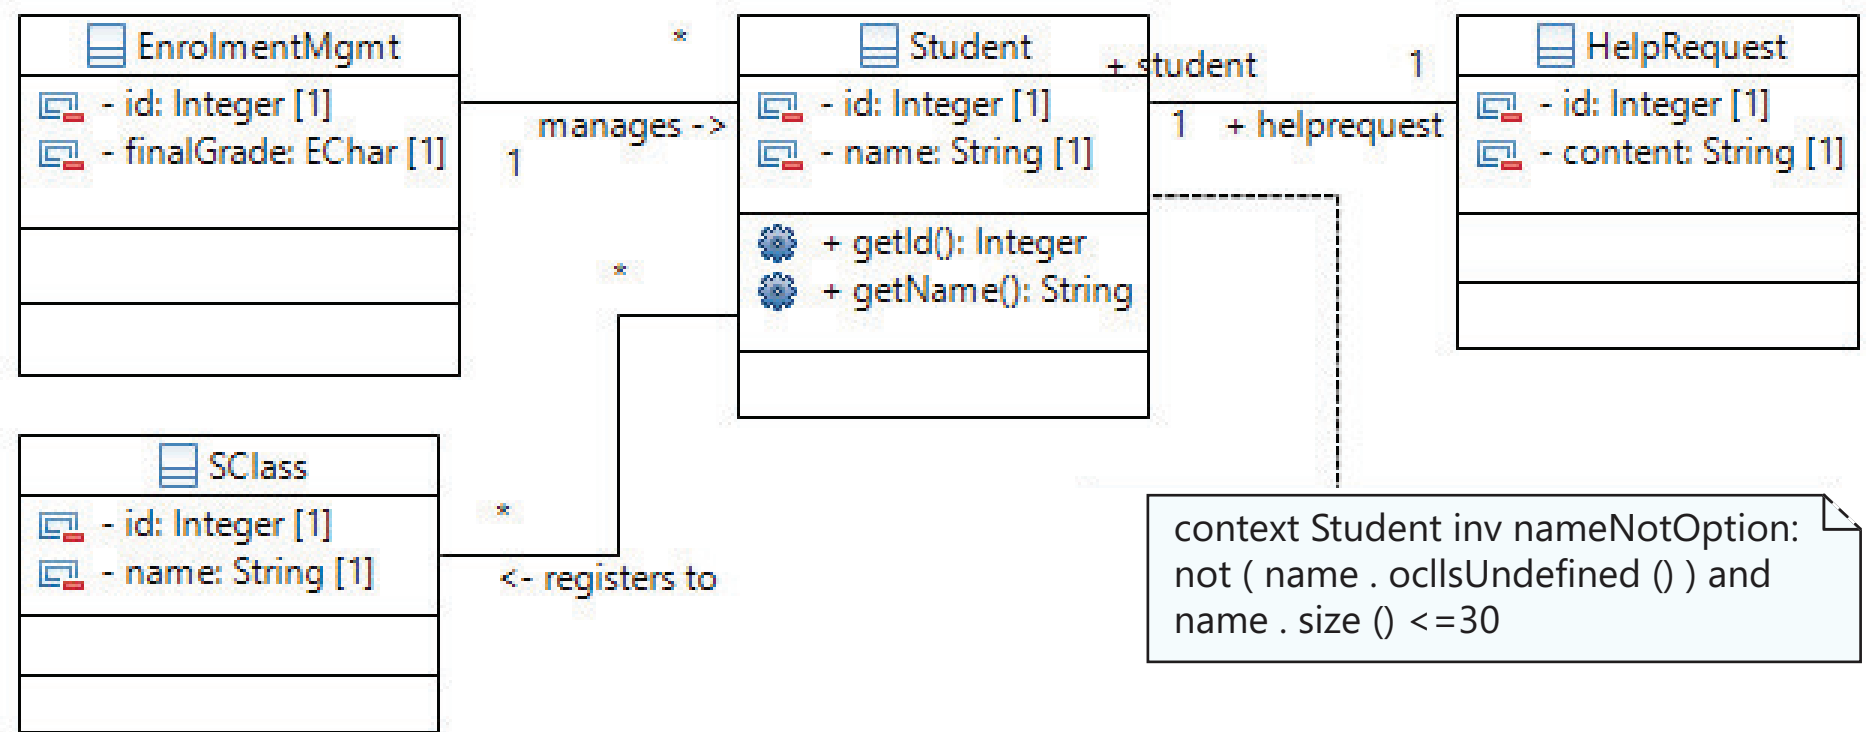 EnrolmentMgmt
- id: Integer [1]
- finalGrade: EChar [1]
*
manages ->
1
Student
- id: Integer [1]
- name: String [1]
+ getId(): Integer
+ getName(): String
+ student
1
1
+ helprequest
HelpRequest
- id: Integer [1]
- content: String [1]
*
SClass
- id: Integer [1]
- name: String [1]
*
<- registers to
context Student inv nameNotOption:
not ( name . ocllsUndefined () ) and
name . size () <=30